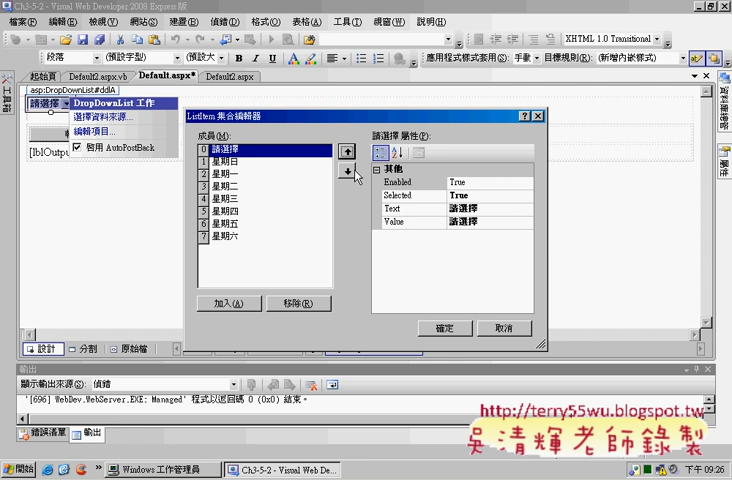 Ch3-5-2 - Visual Web Developer 2008 Express 版
檔案(F) 編輯(E) 檢視(V) 網站(S) 建置(B) 偵錯(D) 格式(O) 表格(A) 工具(T) 視窗(W) 說明(H)
XHTML 1.0 Transitional
段落 (預設字型) (預設大 B I U 應用程式樣式套用(S): 手動 目標規則(R): (新增內嵌樣式)
起始頁 Default2.aspx.vb Default.aspx* Default2.aspx
工具箱
asp:DropDownList#ddlA
請選擇
DropDownList 工作
選擇資料來源...
編輯項目...
啟用 AutoPostBack
[lblOutpu
ListItem 集合編輯器
成員(M):
0 請選擇
1 星期日
2 星期一
3 星期二
4 星期三
5 星期四
6 星期五
7 星期六
加入(A) 移除(R)
請選擇 屬性(P):
其他
Enabled True
Selected True
Text 請選擇
Value 請選擇
確定 取消
方案總管
屬性
設計 分割 原始檔
輸出
顯示輸出來源(S): 偵錯
'[696] WebDev.WebServer.EXE: Managed' 程式以返回碼 0 (0x0) 結束。
錯誤清單 輸出
http://terry55wu.blogspot.tw
吳清輝老師錄製
開始 Windows 工作管理員 Ch3-5-2 - Visual Web D... 下午 09:26